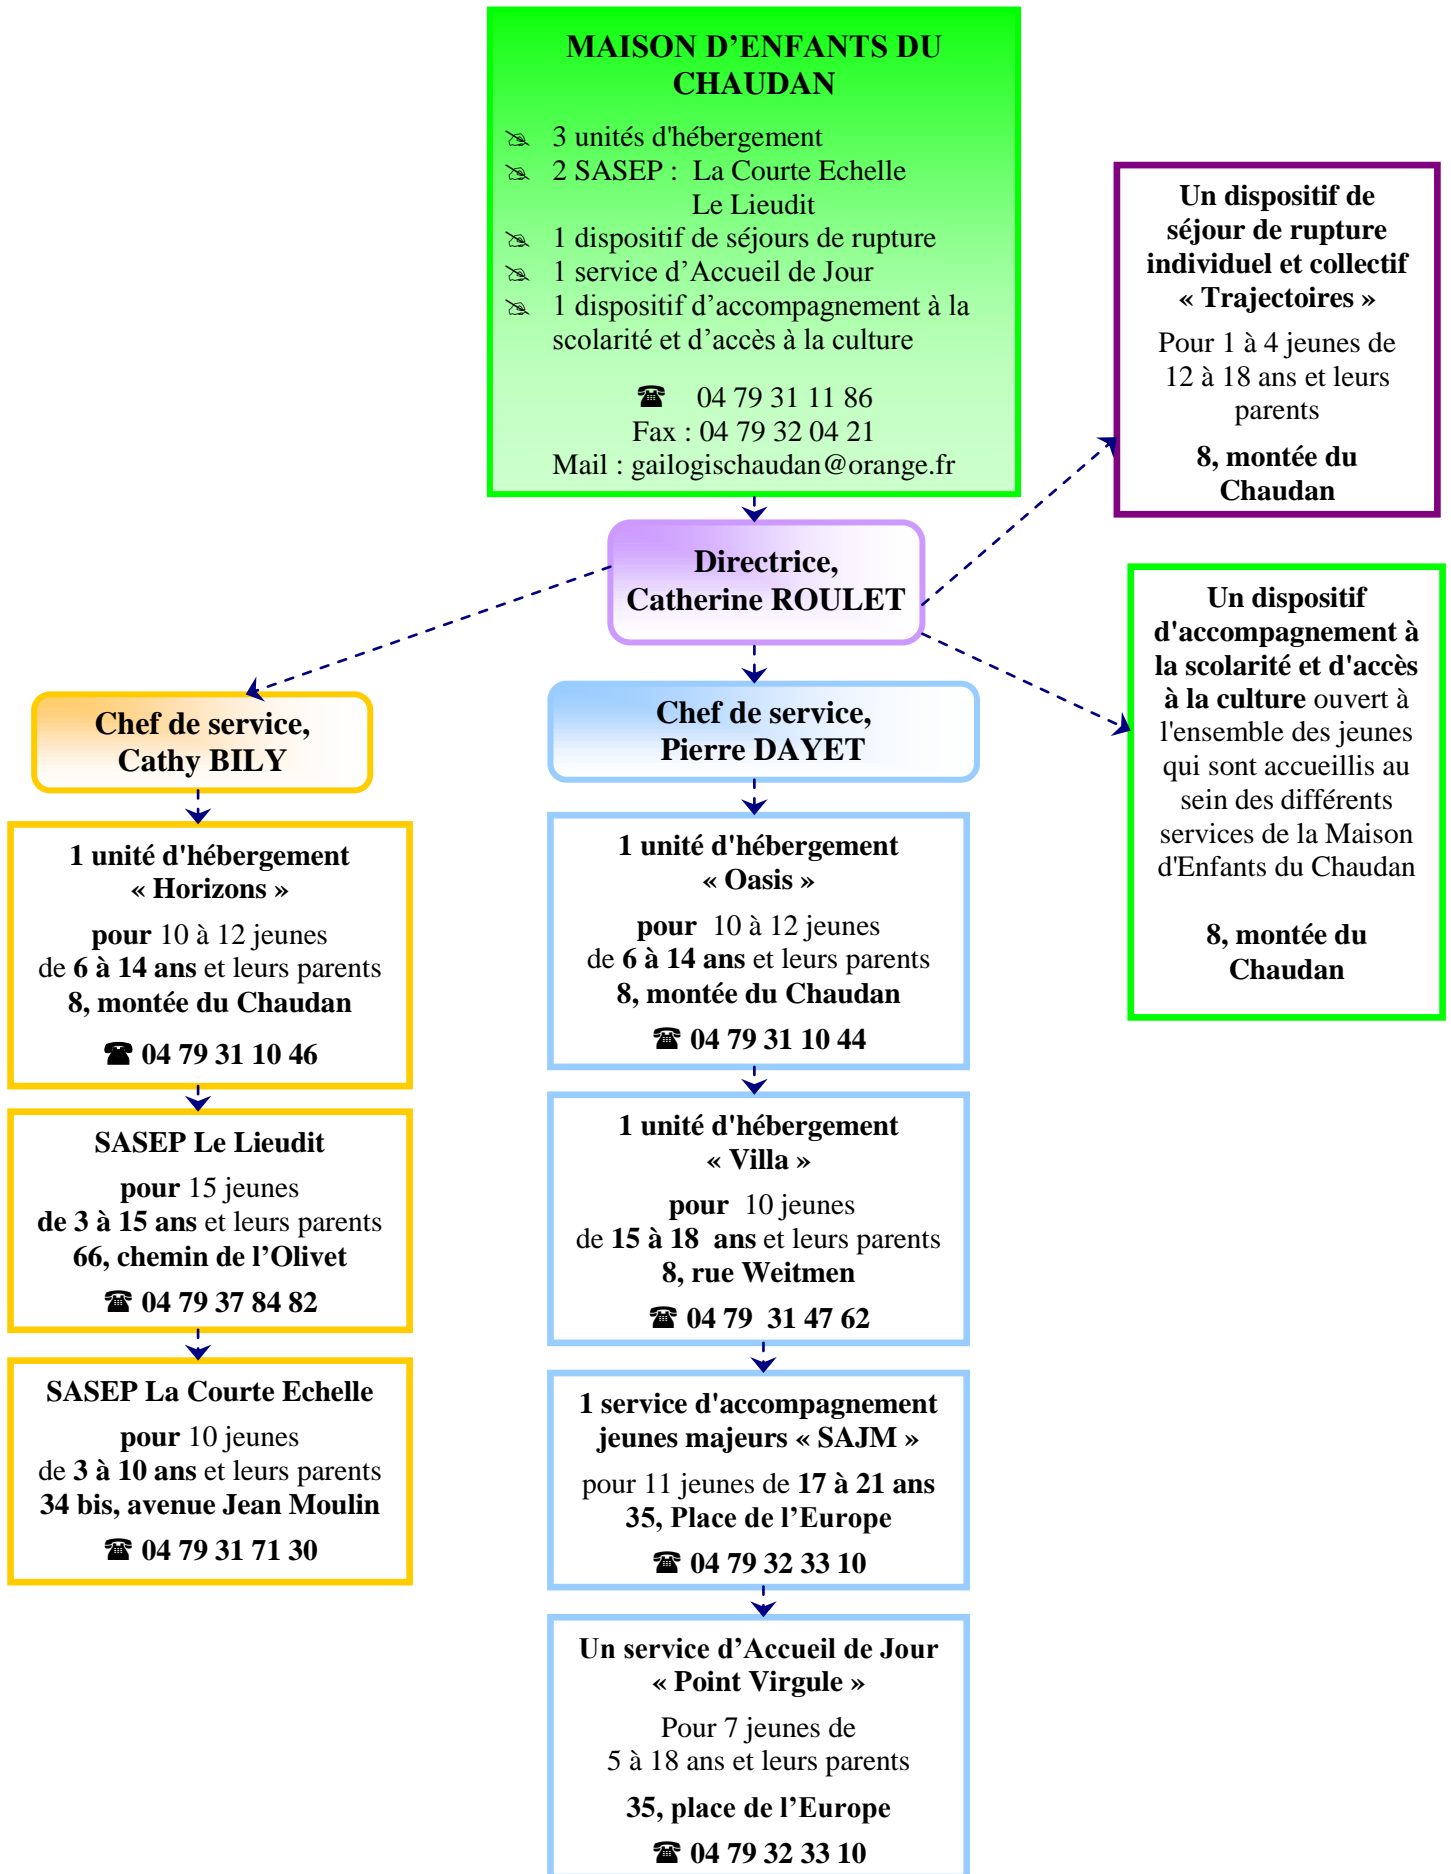 MAISON D’ENFANTS DU
CHAUDAN
3 unités d'hébergement
2 SASEP : La Courte Echelle
Le Lieudit
1 dispositif de séjours de rupture
1 service d’Accueil de Jour
1 dispositif d’accompagnement à la
scolarité et d’accès à la culture
☎ 04 79 31 11 86
Fax : 04 79 32 04 21
Mail : gailogischaudan@orange.fr
Un dispositif de
séjour de rupture
individuel et collectif
« Trajectoires »
Pour 1 à 4 jeunes de
12 à 18 ans et leurs
parents
8, montée du
Chaudan
Directrice,
Catherine ROULET
Un dispositif
d'accompagnement à
la scolarité et d'accès
à la culture ouvert à
l'ensemble des jeunes
qui sont accueillis au
sein des différents
services de la Maison
d'Enfants du Chaudan
8, montée du
Chaudan
Chef de service,
Cathy BILY
1 unité d'hébergement
« Horizons »
pour 10 à 12 jeunes
de 6 à 14 ans et leurs parents
8, montée du Chaudan
☎ 04 79 31 10 46
SASEP Le Lieudit
pour 15 jeunes
de 3 à 15 ans et leurs parents
66, chemin de l’Olivet
☎ 04 79 37 84 82
SASEP La Courte Echelle
pour 10 jeunes
de 3 à 10 ans et leurs parents
34 bis, avenue Jean Moulin
☎ 04 79 31 71 30
Chef de service,
Pierre DAYET
1 unité d'hébergement
« Oasis »
pour 10 à 12 jeunes
de 6 à 14 ans et leurs parents
8, montée du Chaudan
☎ 04 79 31 10 44
1 unité d'hébergement
« Villa »
pour 10 jeunes
de 15 à 18 ans et leurs parents
8, rue Weitmen
☎ 04 79 31 47 62
1 service d'accompagnement
jeunes majeurs « SAJM »
pour 11 jeunes de 17 à 21 ans
35, Place de l’Europe
☎ 04 79 32 33 10
Un service d’Accueil de Jour
« Point Virgule »
Pour 7 jeunes de
5 à 18 ans et leurs parents
35, place de l’Europe
☎ 04 79 32 33 10